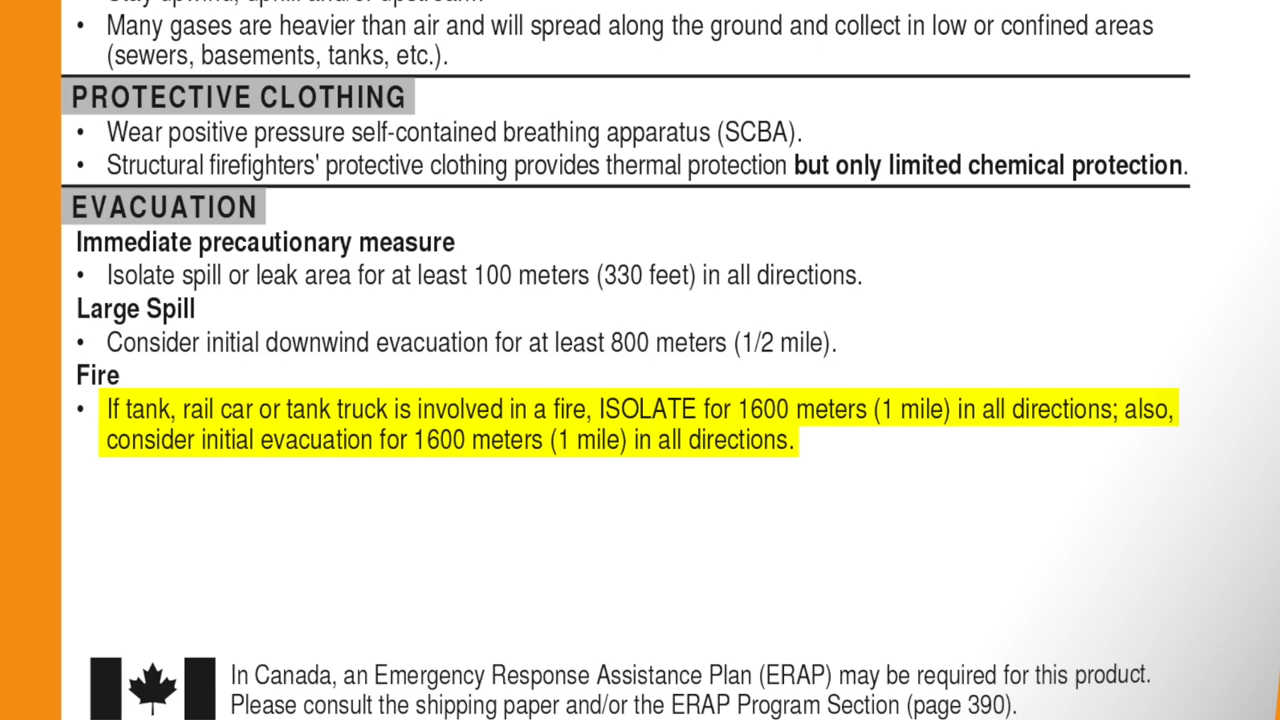 Stay upwind, uphill and/or upstream.
• Many gases are heavier than air and will spread along the ground and collect in low or confined areas
(sewers, basements, tanks, etc.).
PROTECTIVE CLOTHING
• Wear positive pressure self-contained breathing apparatus (SCBA).
• Structural firefighters' protective clothing provides thermal protection but only limited chemical protection.
EVACUATION
Immediate precautionary measure
• Isolate spill or leak area for at least 100 meters (330 feet) in all directions.
Large Spill
• Consider initial downwind evacuation for at least 800 meters (1/2 mile).
Fire
• If tank, rail car or tank truck is involved in a fire, ISOLATE for 1600 meters (1 mile) in all directions; also,
consider initial evacuation for 1600 meters (1 mile) in all directions.
In Canada, an Emergency Response Assistance Plan (ERAP) may be required for this product.
Please consult the shipping paper and/or the ERAP Program Section (page 390).